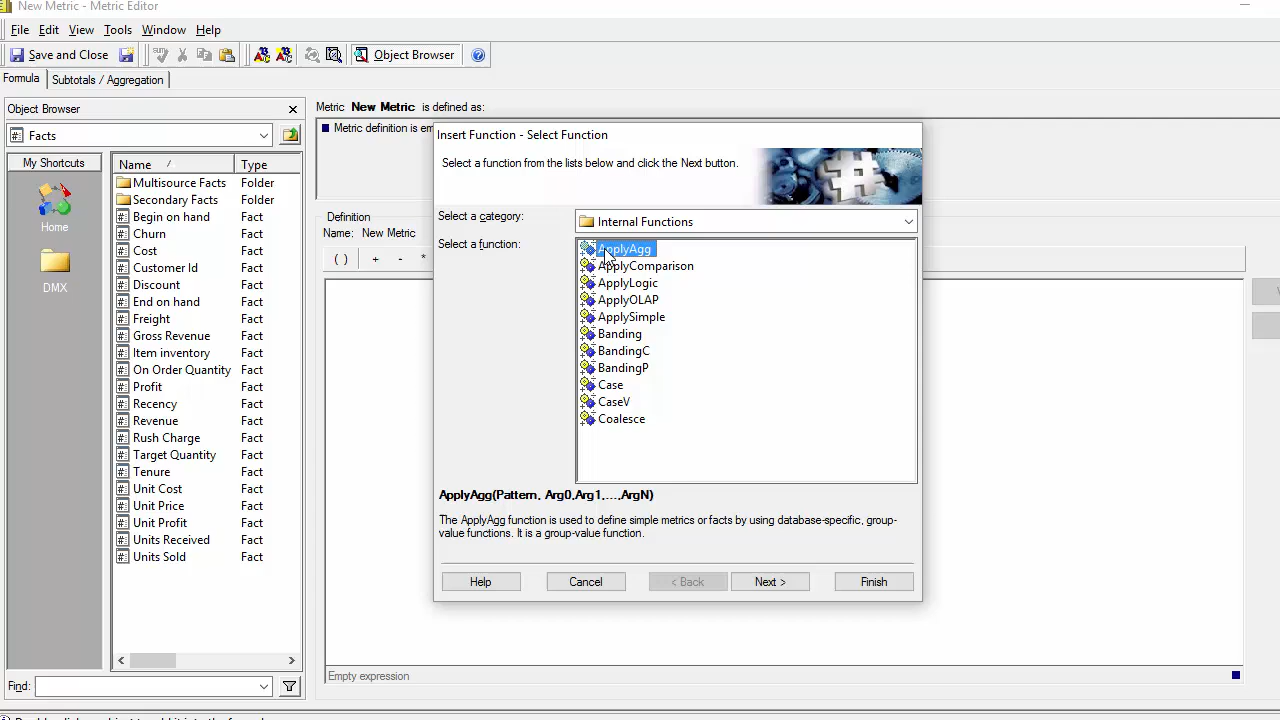 New Metric - Metric Editor
File Edit View Tools Window Help
Save and Close Object Browser
Formula Subtotals / Aggregation
Object Browser
Facts
My Shortcuts
Home
DMX
Name Type
Multisource Facts Folder
Secondary Facts Folder
Begin on hand Fact
Churn Fact
Cost Fact
Customer Id Fact
Discount Fact
End on hand Fact
Freight Fact
Gross Revenue Fact
Item inventory Fact
On Order Quantity Fact
Profit Fact
Recency Fact
Revenue Fact
Rush Charge Fact
Target Quantity Fact
Tenure Fact
Unit Cost Fact
Unit Price Fact
Unit Profit Fact
Units Received Fact
Units Sold Fact
Find:
Metric New Metric is defined as:
Metric definition is em
Definition
Name: New Metric
( ) + - *
Empty expression
Insert Function - Select Function
Select a function from the lists below and click the Next button.
Select a category: Internal Functions
Select a function:
ApplyAgg
ApplyComparison
ApplyLogic
ApplyOLAP
ApplySimple
Banding
BandingC
BandingP
Case
CaseV
Coalesce
ApplyAgg(Pattern, Arg0,Arg1,...,ArgN)
The ApplyAgg function is used to define simple metrics or facts by using database-specific, group-
value functions. It is a group-value function.
Help Cancel < Back Next > Finish